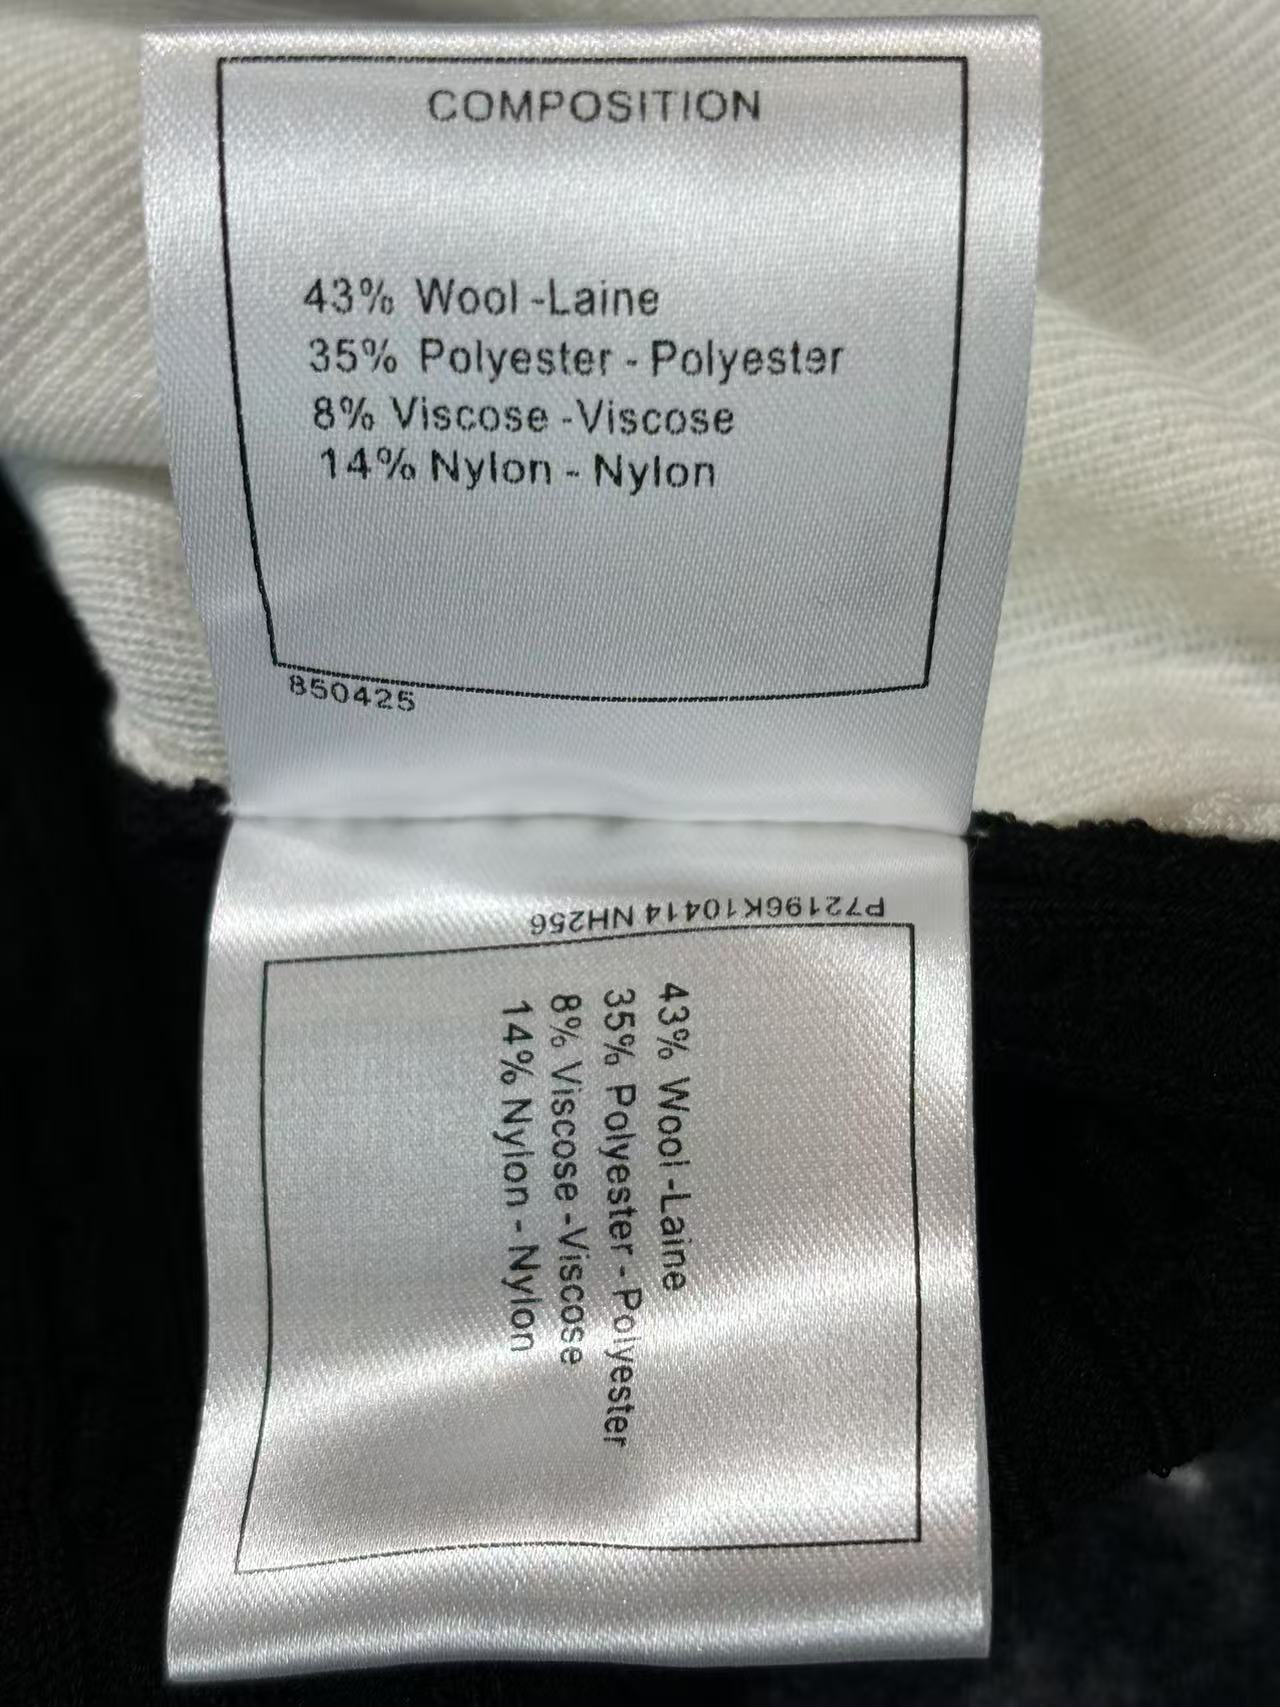 COMPOSITION
43% Wool -Laine
35% Polyester - Polyester
8% Viscose -Viscose
14% Nylon - Nylon
850425
P72196K10414 NH256
43% Wool -Laine
35% Polyester - Polyester
8% Viscose -Viscose
14% Nylon - Nylon